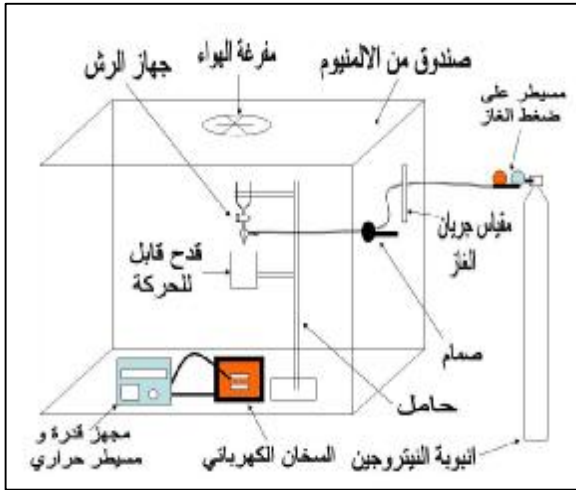 مفرغة الهواء
جهاز الرش
صندوق من الالمنيوم
مسيطر على
ضغط الغاز
مقياس جريان
الغاز
قدح قابل
للحركة
صمام
حامل
مجهز قدرة و
مسيطر حراري
السخان الكهربائي
انبوبة النيتروجين